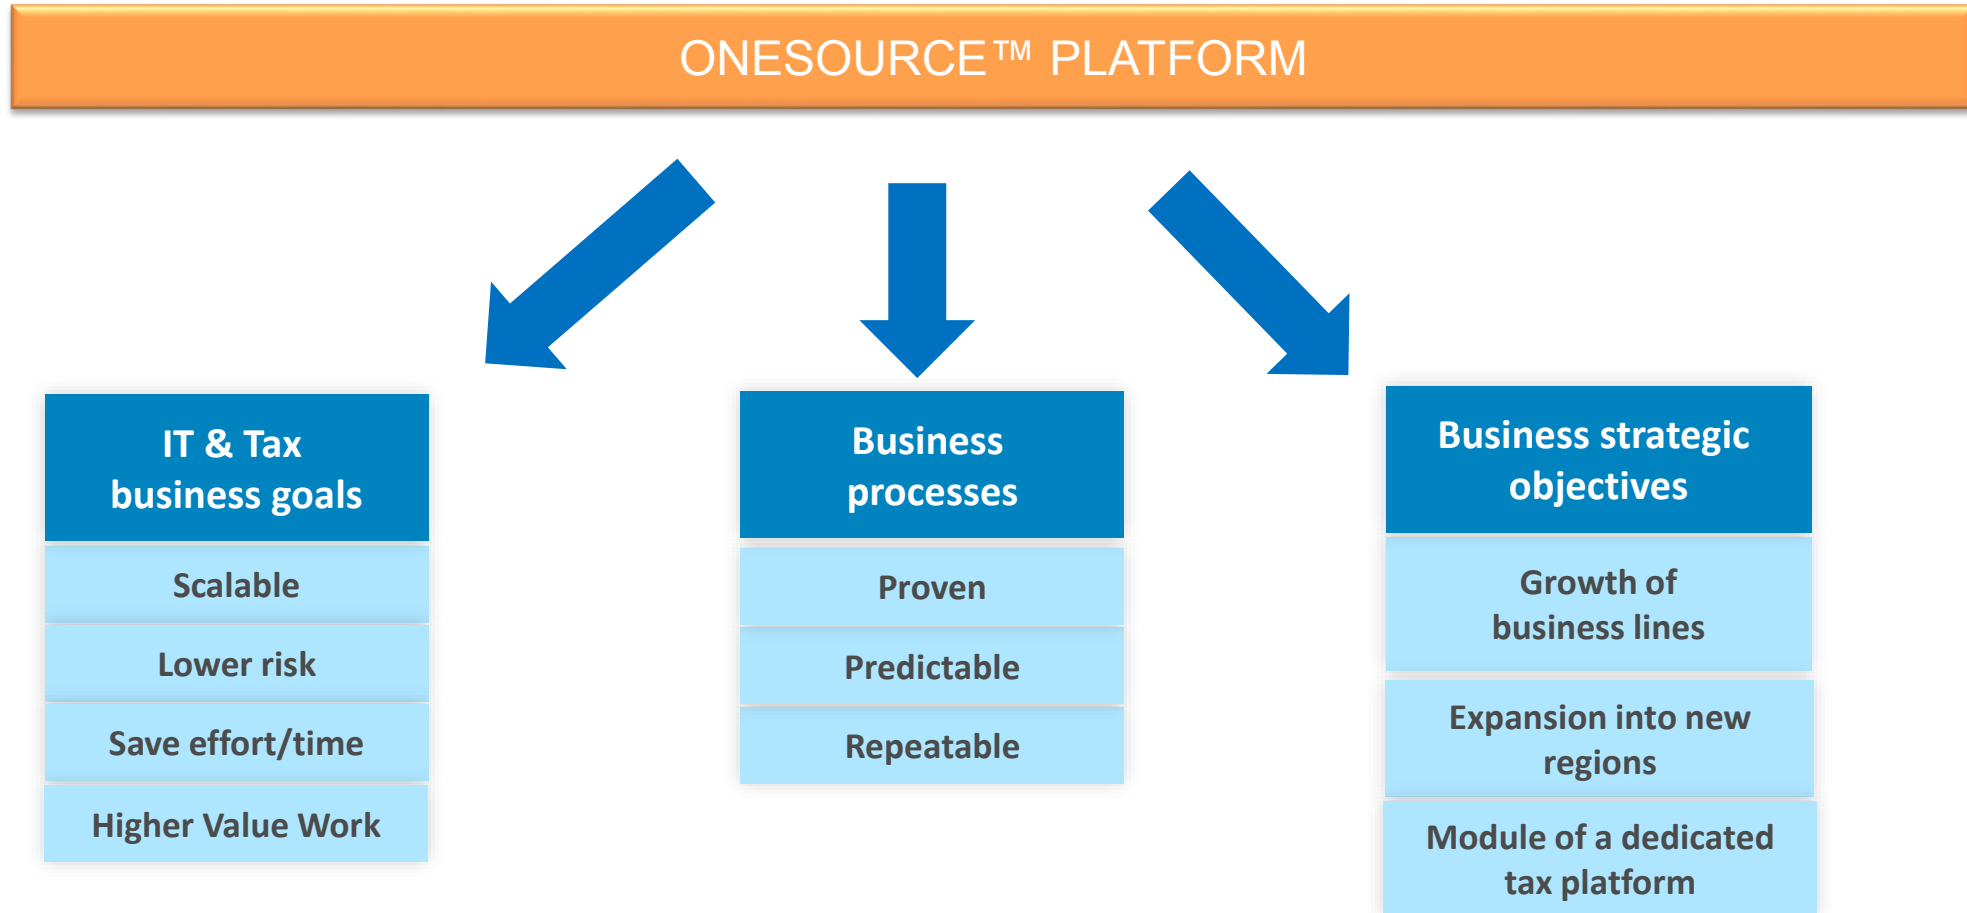 ONESOURCE™ PLATFORM
IT & Tax
business goals
Scalable
Lower risk
Save effort/time
Higher Value Work
Business
processes
Proven
Predictable
Repeatable
Business strategic
objectives
Growth of
business lines
Expansion into new
regions
Module of a dedicated
tax platform